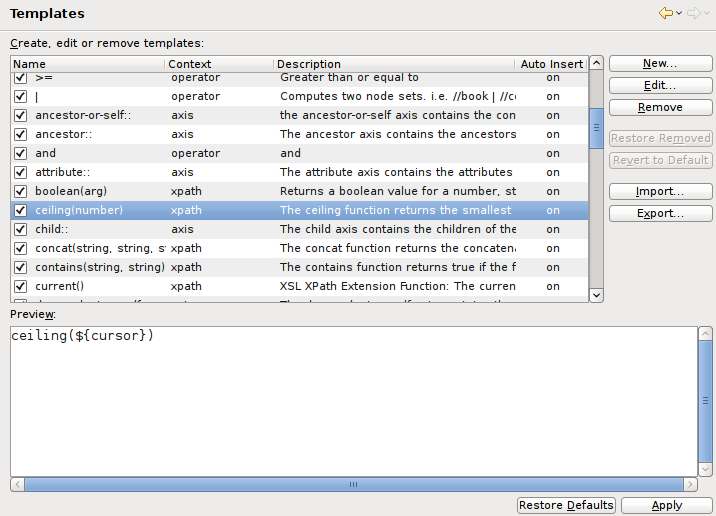 Templates
Create, edit or remove templates:
Name Context Description Auto Insert
>= operator Greater than or equal to on
| operator Computes two node sets. i.e. //book | //c on
ancestor-or-self:: axis the ancestor-or-self axis contains the con on
ancestor:: axis The ancestor axis contains the ancestors on
and operator and on
attribute:: axis The attribute axis contains the attributes on
boolean(arg) xpath Returns a boolean value for a number, st on
ceiling(number) xpath The ceiling function returns the smallest on
child:: axis The child axis contains the children of the on
concat(string, string, st xpath The concat function returns the concaten on
contains(string, string) xpath The contains function returns true if the f on
current() xpath XSL XPath Extension Function: The curren on
New...
Edit...
Remove
Restore Removed
Revert to Default
Import...
Export...
Preview:
ceiling(${cursor})
Restore Defaults Apply